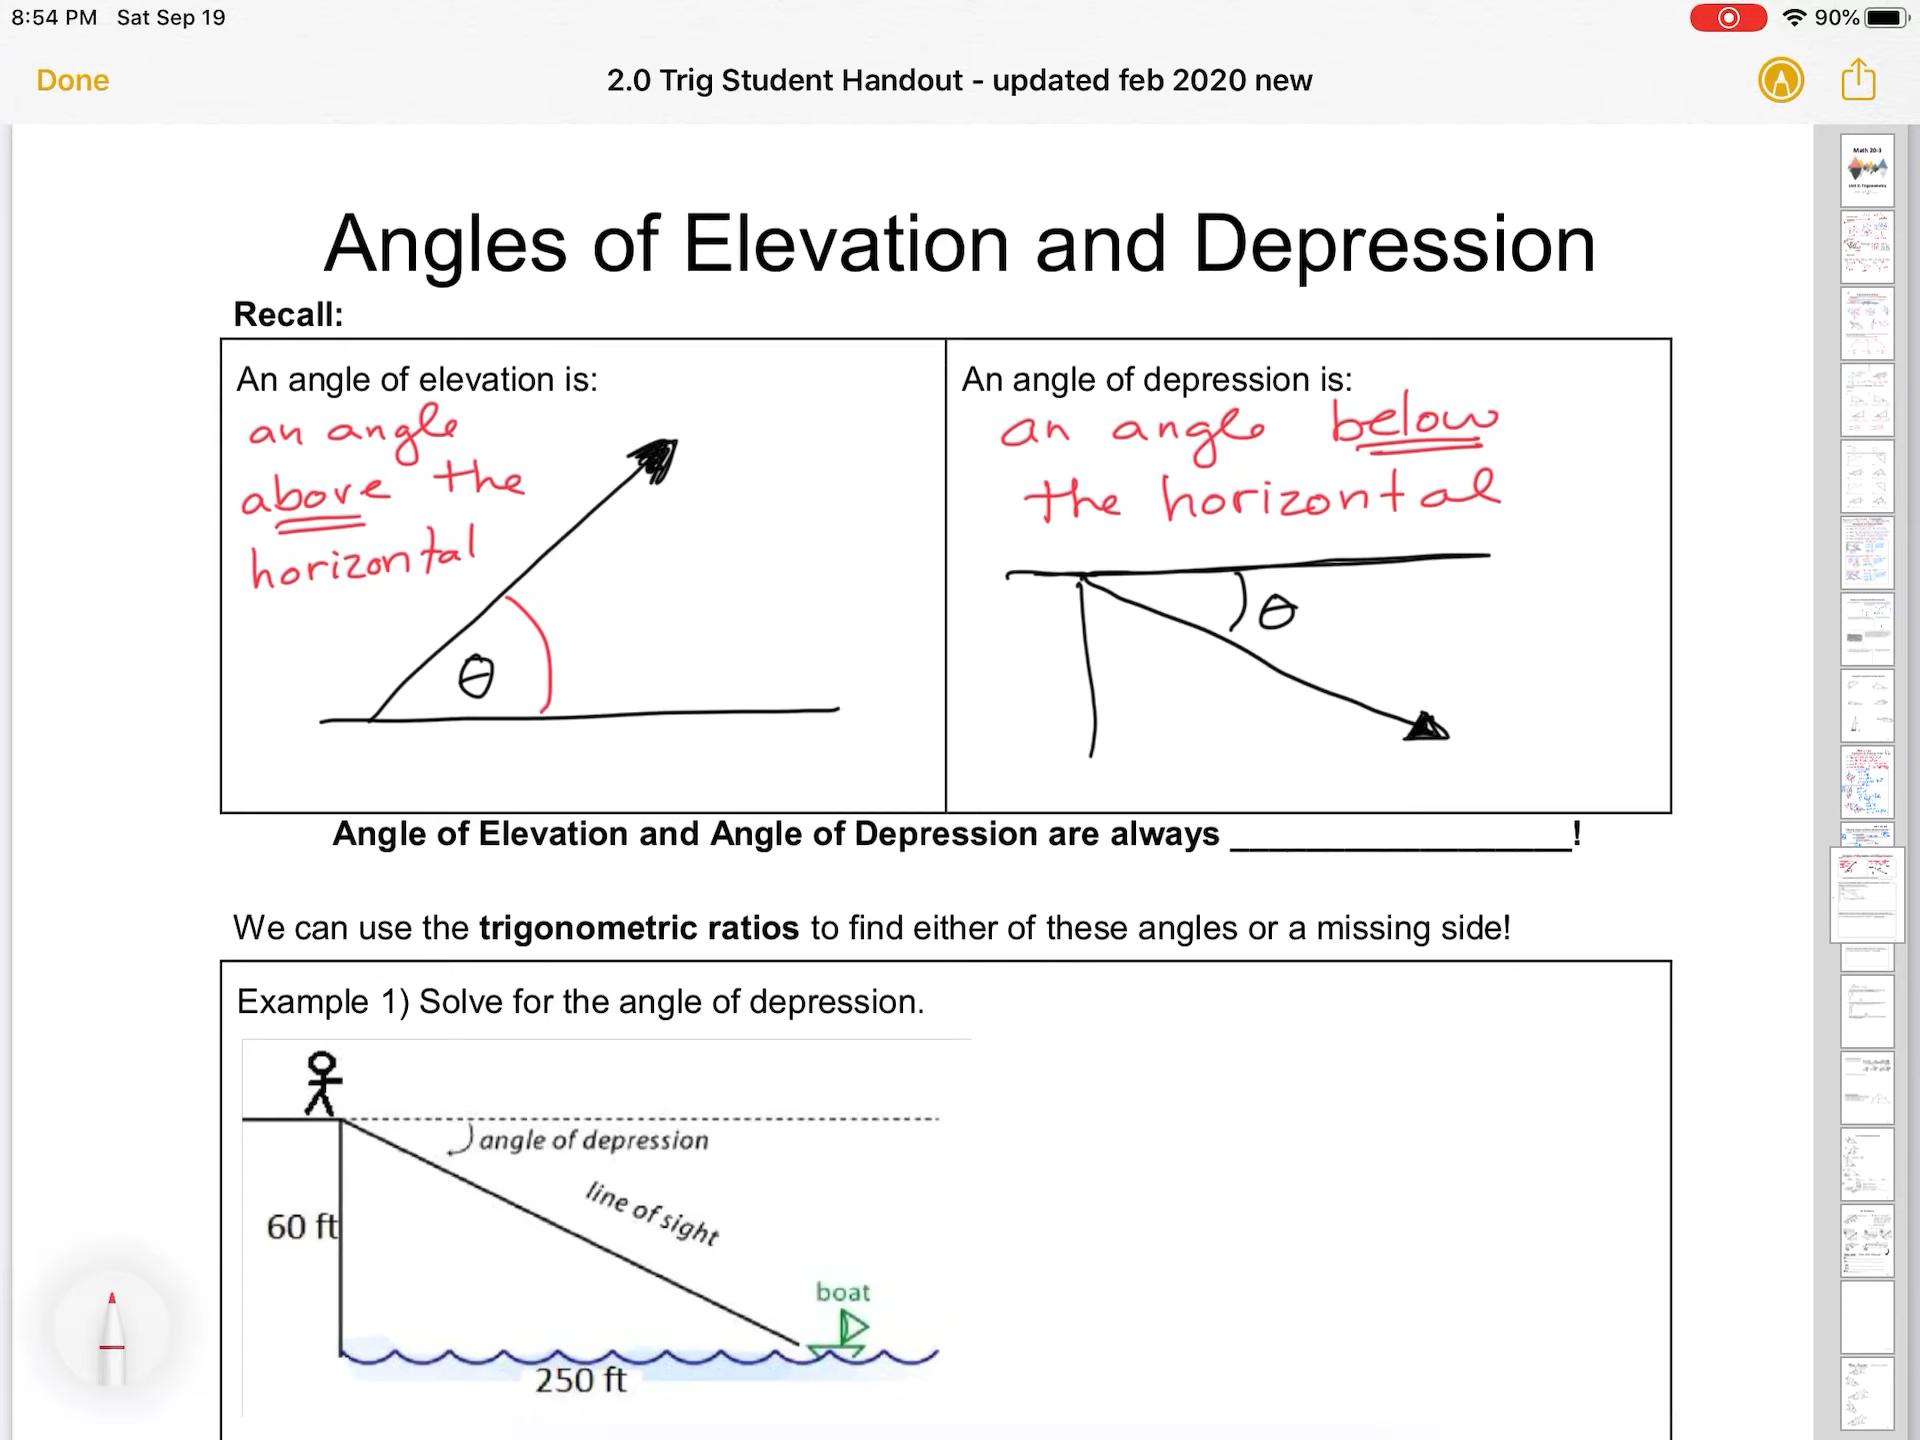 8:54 PM Sat Sep 19
90%
Done
2.0 Trig Student Handout - updated feb 2020 new
Angles of Elevation and Depression
Recall:
An angle of elevation is:
an angle
above the
horizontal
θ
An angle of depression is:
an angle below
the horizontal
θ
Angle of Elevation and Angle of Depression are always __________________!
We can use the trigonometric ratios to find either of these angles or a missing side!
Example 1) Solve for the angle of depression.
angle of depression
line of sight
60 ft
boat
250 ft
Math 20-3